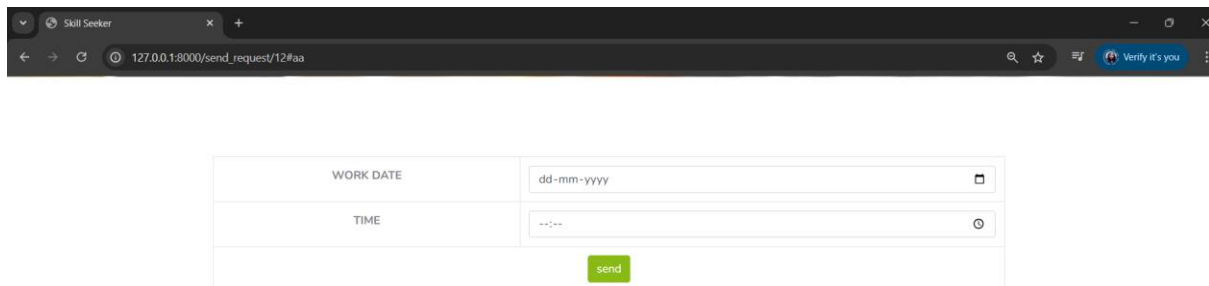 Skill Seeker
127.0.0.1:8000/send_request/12#aa
Verify it's you
WORK DATE
dd-mm-yyyy
TIME
--:--
send